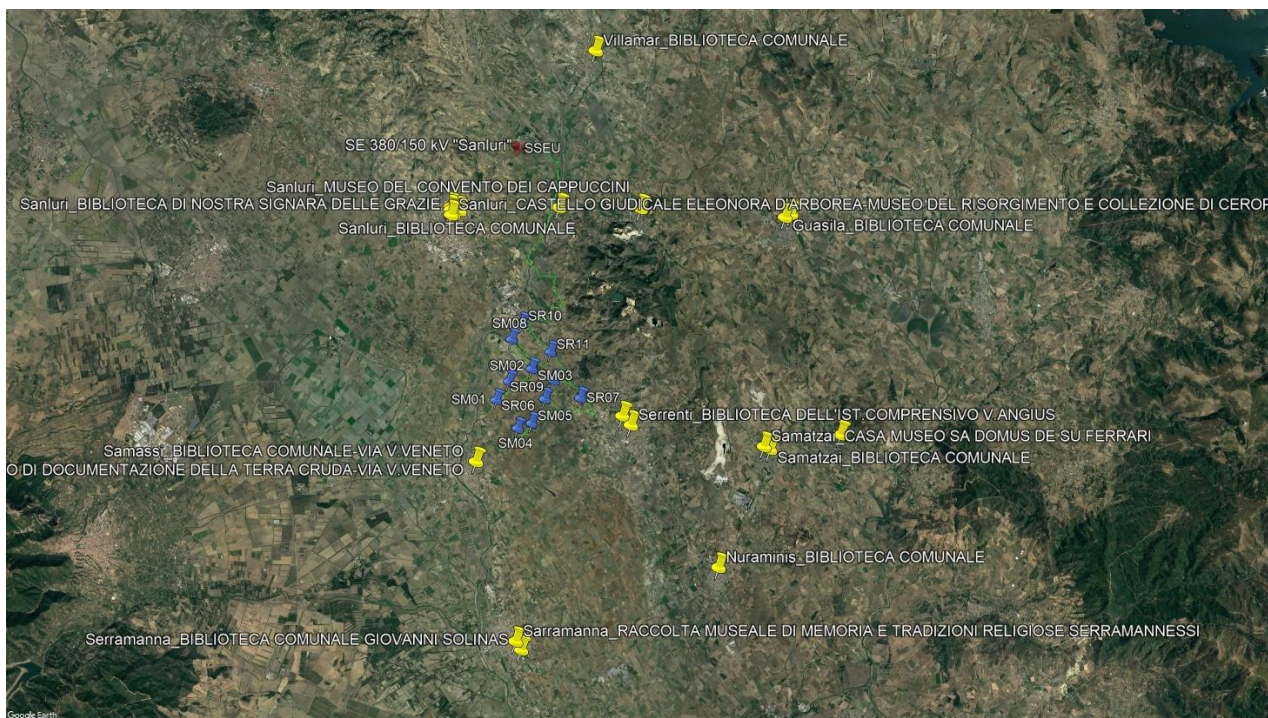 Villamar_BIBLIOTECA COMUNALE
SE 380/150 kV "Sanluri"
SSEU
Sanluri_MUSEO DEL CONVENTO DEI CAPPUCCINI
Sanluri_BIBLIOTECA DI NOSTRA SIGNARA DELLE GRAZIE
Sanluri_CASTELLO GIUDICALE ELEONORA D'ARBOREA-MUSEO DEL RISORGIMENTO E COLLEZIONE DI CEROP
Sanluri_BIBLIOTECA COMUNALE
Guasila_BIBLIOTECA COMUNALE
SR10
SM08
SR11
SM02
SM03
SR09
SM01
SR06
SR07
SM05
SM04
Serrenti_BIBLIOTECA DELL'IST.COMPRENSIVO V.ANGIUS
Samatzai_CASA MUSEO SA DOMUS DE SU FERRARI
Samassi_BIBLIOTECA COMUNALE-VIA V.VENETO
Samatzai_BIBLIOTECA COMUNALE
O DI DOCUMENTAZIONE DELLA TERRA CRUDA-VIA V.VENETO
Nuraminis_BIBLIOTECA COMUNALE
Sarramanna_RACCOLTA MUSEALE DI MEMORIA E TRADIZIONI RELIGIOSE SERRAMANNESSI
Serramanna_BIBLIOTECA COMUNALE GIOVANNI SOLINAS
Google Earth